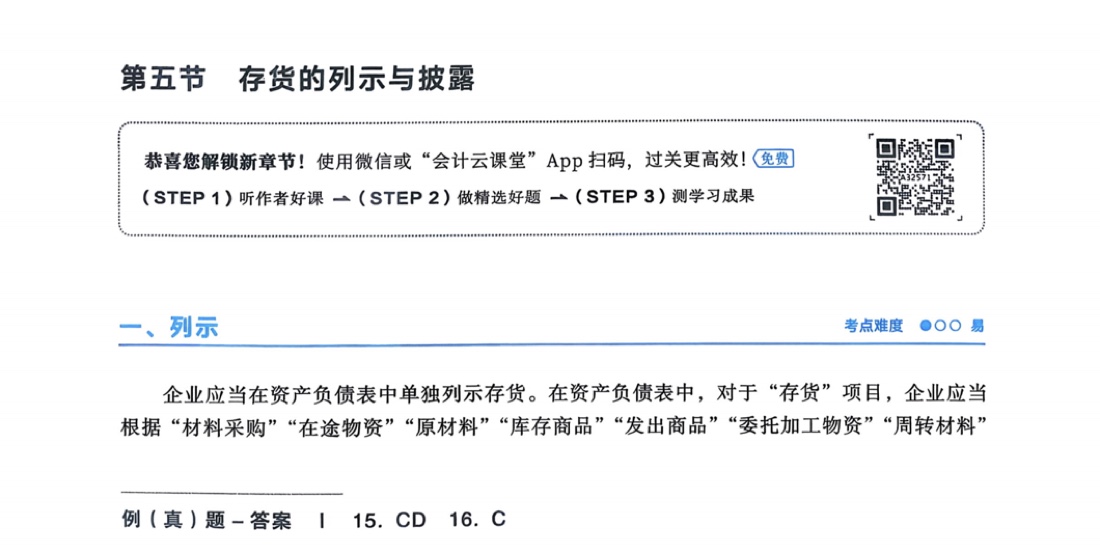 第五节 存货的列示与披露
恭喜您解锁新章节！使用微信或“会计云课堂”App 扫码，过关更高效！免费
（STEP 1）听作者好课 ⇀（STEP 2）做精选好题 ⇀（STEP 3）测学习成果
A32571
一、列示
考点难度 ●○○ 易
企业应当在资产负债表中单独列示存货。在资产负债表中，对于“存货”项目，企业应当
根据“材料采购”“在途物资”“原材料”“库存商品”“发出商品”“委托加工物资”“周转材料”
例（真）题－答案 | 15. CD 16. C